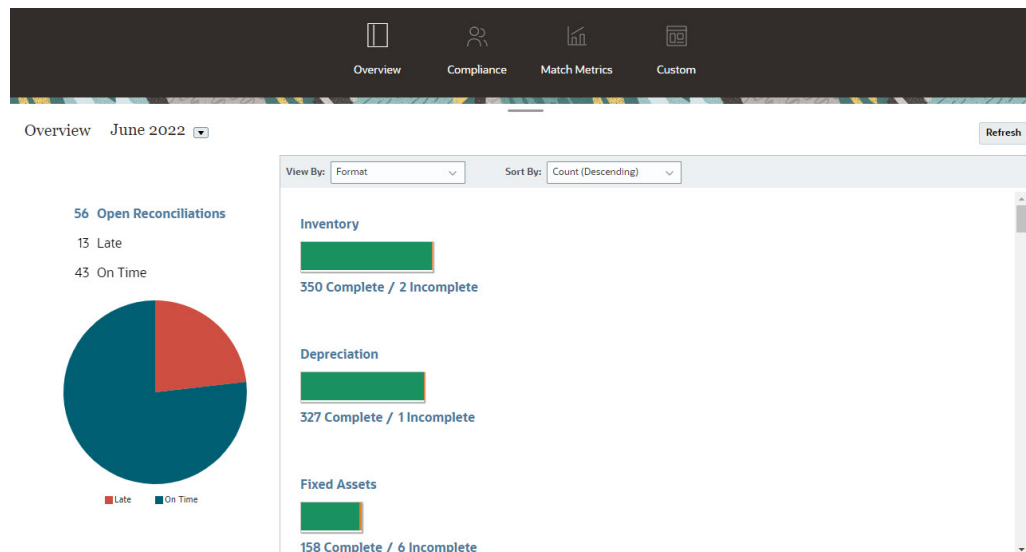 Overview Compliance Match Metrics Custom
Overview June 2022
Refresh
View By: Format Sort By: Count (Descending)
56 Open Reconciliations
13 Late
43 On Time
Late On Time
Inventory
350 Complete / 2 Incomplete
Depreciation
327 Complete / 1 Incomplete
Fixed Assets
158 Complete / 6 Incomplete